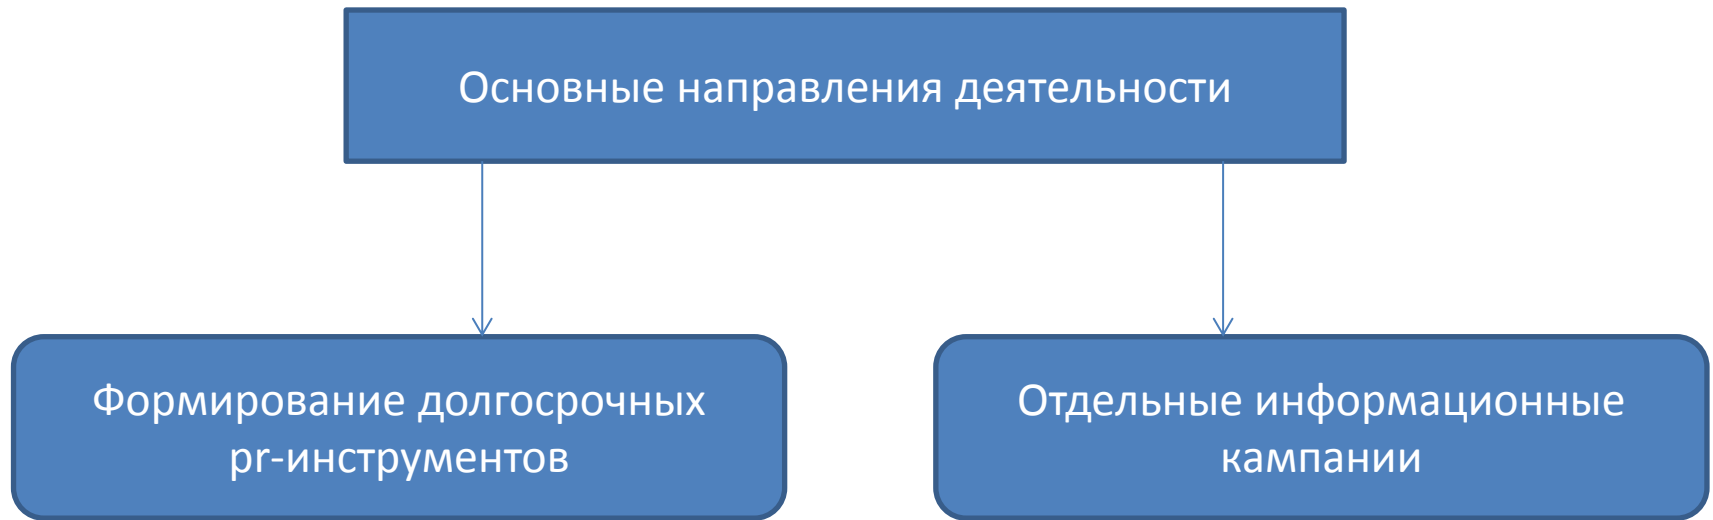 Основные направления деятельности
Формирование долгосрочных
pr-инструментов
Отдельные информационные
кампании